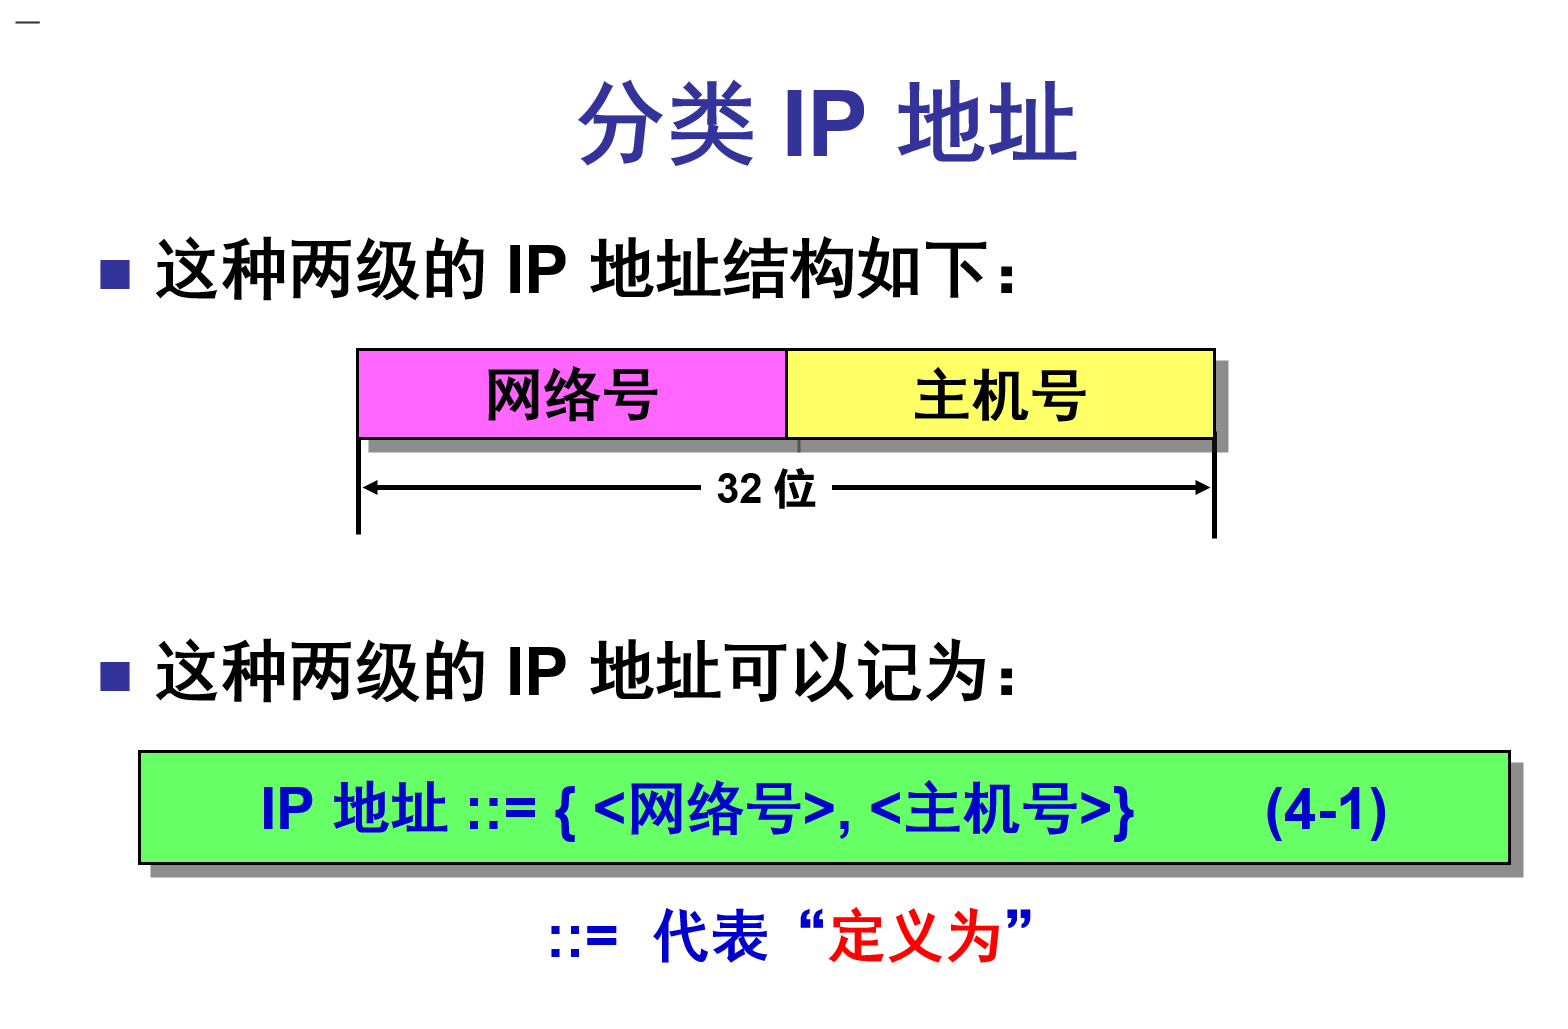 分类 IP 地址
这种两级的 IP 地址结构如下：
网络号 主机号
32 位
这种两级的 IP 地址可以记为：
IP 地址 ::= { <网络号>, <主机号>} (4-1)
::= 代表“定义为”